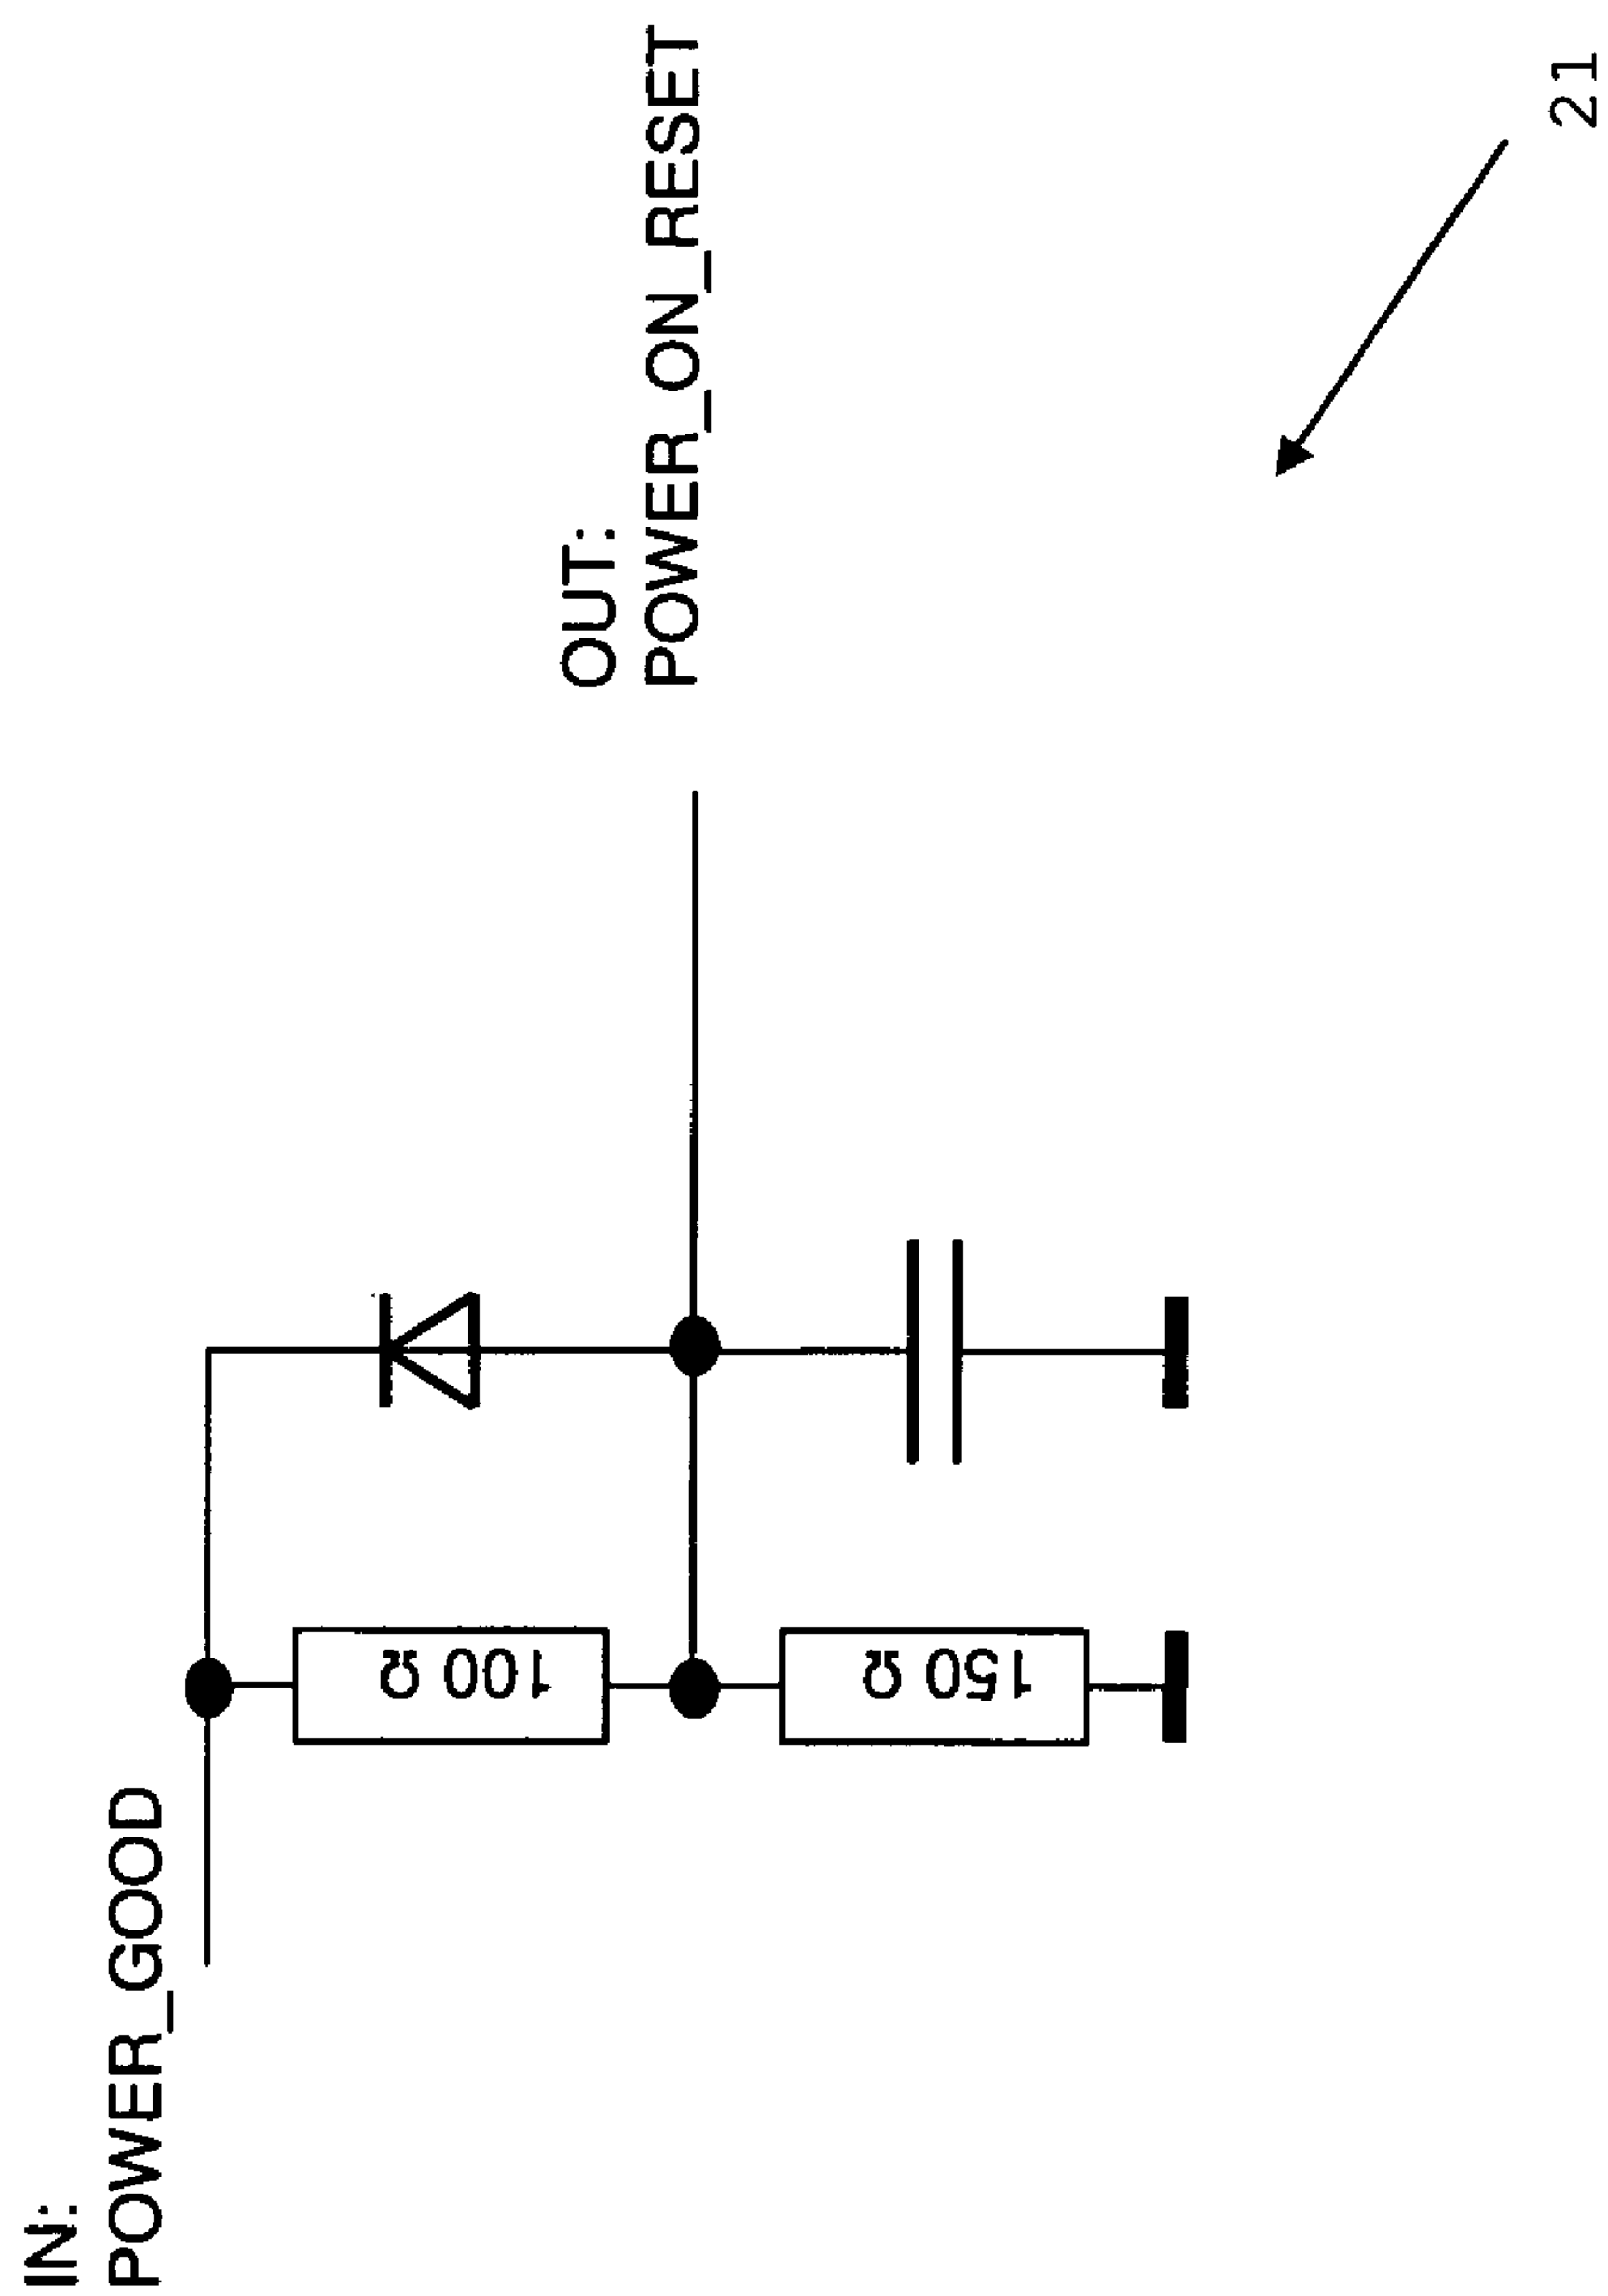 IN:
POWER_GOOD
100 Ω
150 Ω
OUT:
POWER_ON_RESET
21